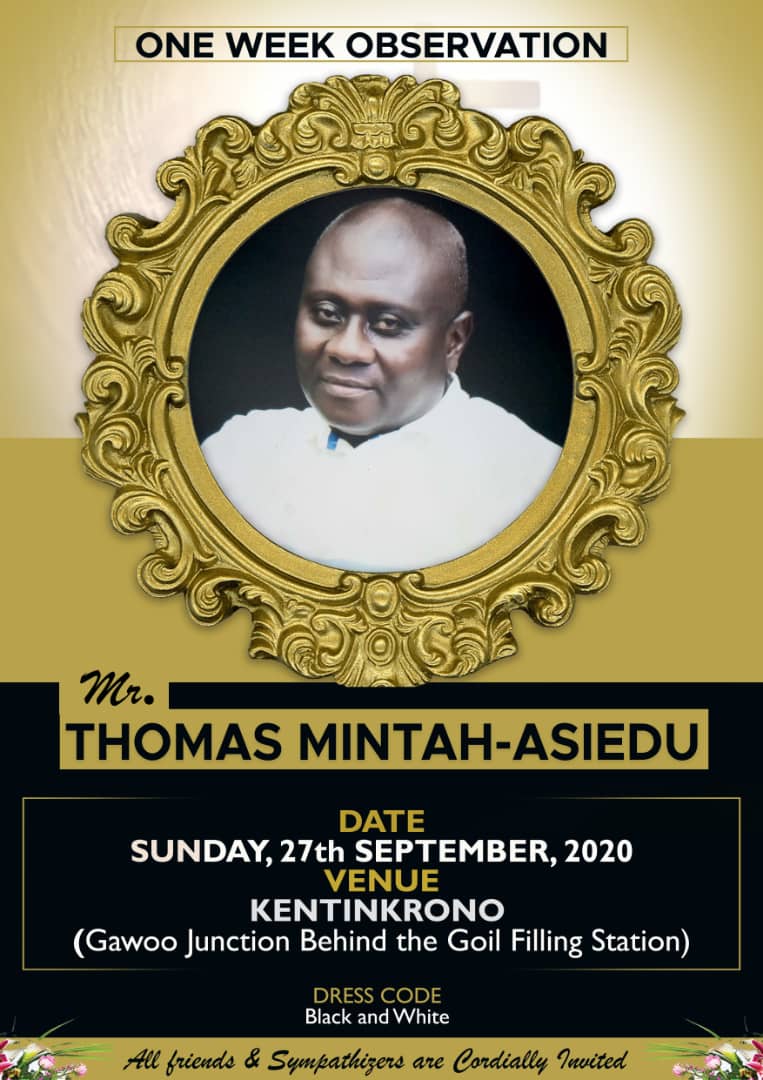 ONE WEEK OBSERVATION
Mr.
THOMAS MINTAH-ASIEDU
DATE
SUNDAY, 27th SEPTEMBER, 2020
VENUE
KENTINKRONO
(Gawoo Junction Behind the Goil Filling Station)
DRESS CODE
Black and White
All friends & Sympathizers are Cordially Invited